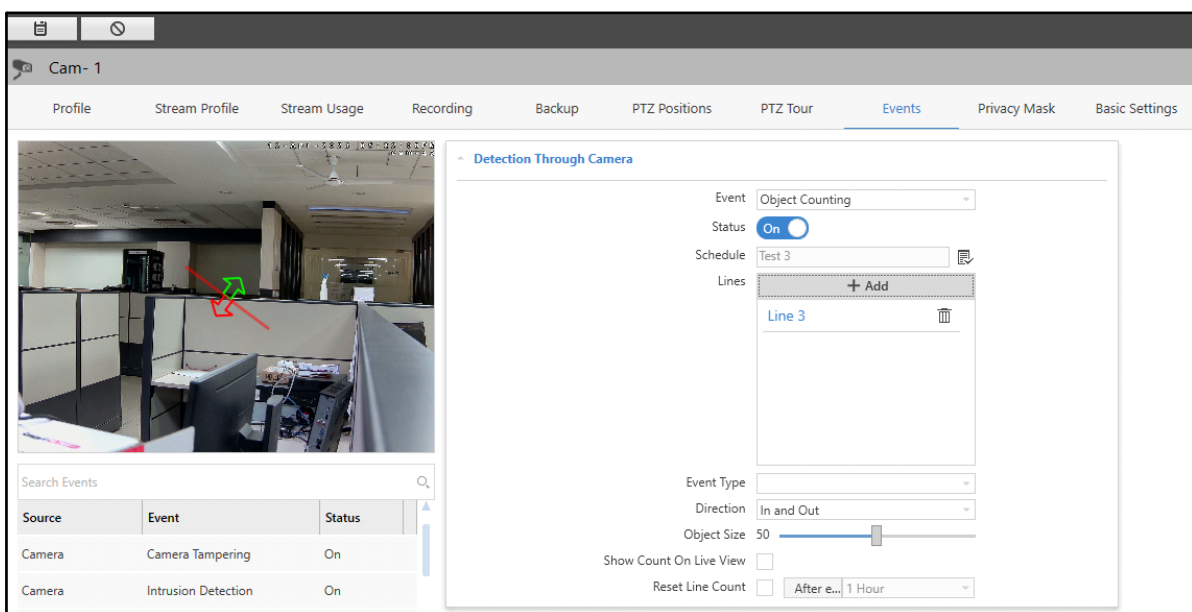 Cam- 1
Profile Stream Profile Stream Usage Recording Backup PTZ Positions PTZ Tour Events Privacy Mask Basic Settings
Detection Through Camera
Event Object Counting
Status On
Schedule Test 3
Lines + Add
Line 3
Event Type
Direction In and Out
Object Size 50
Show Count On Live View
Reset Line Count After e... 1 Hour
Search Events
Source Event Status
Camera Camera Tampering On
Camera Intrusion Detection On